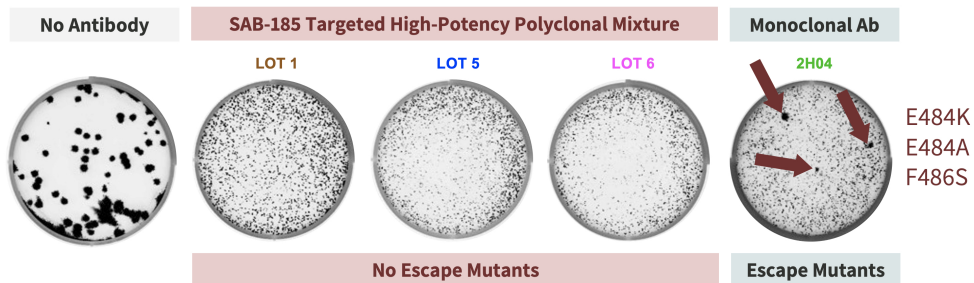 No Antibody
SAB-185 Targeted High-Potency Polyclonal Mixture
Monoclonal Ab
LOT 1
LOT 5
LOT 6
2H04
E484K
E484A
F486S
No Escape Mutants
Escape Mutants